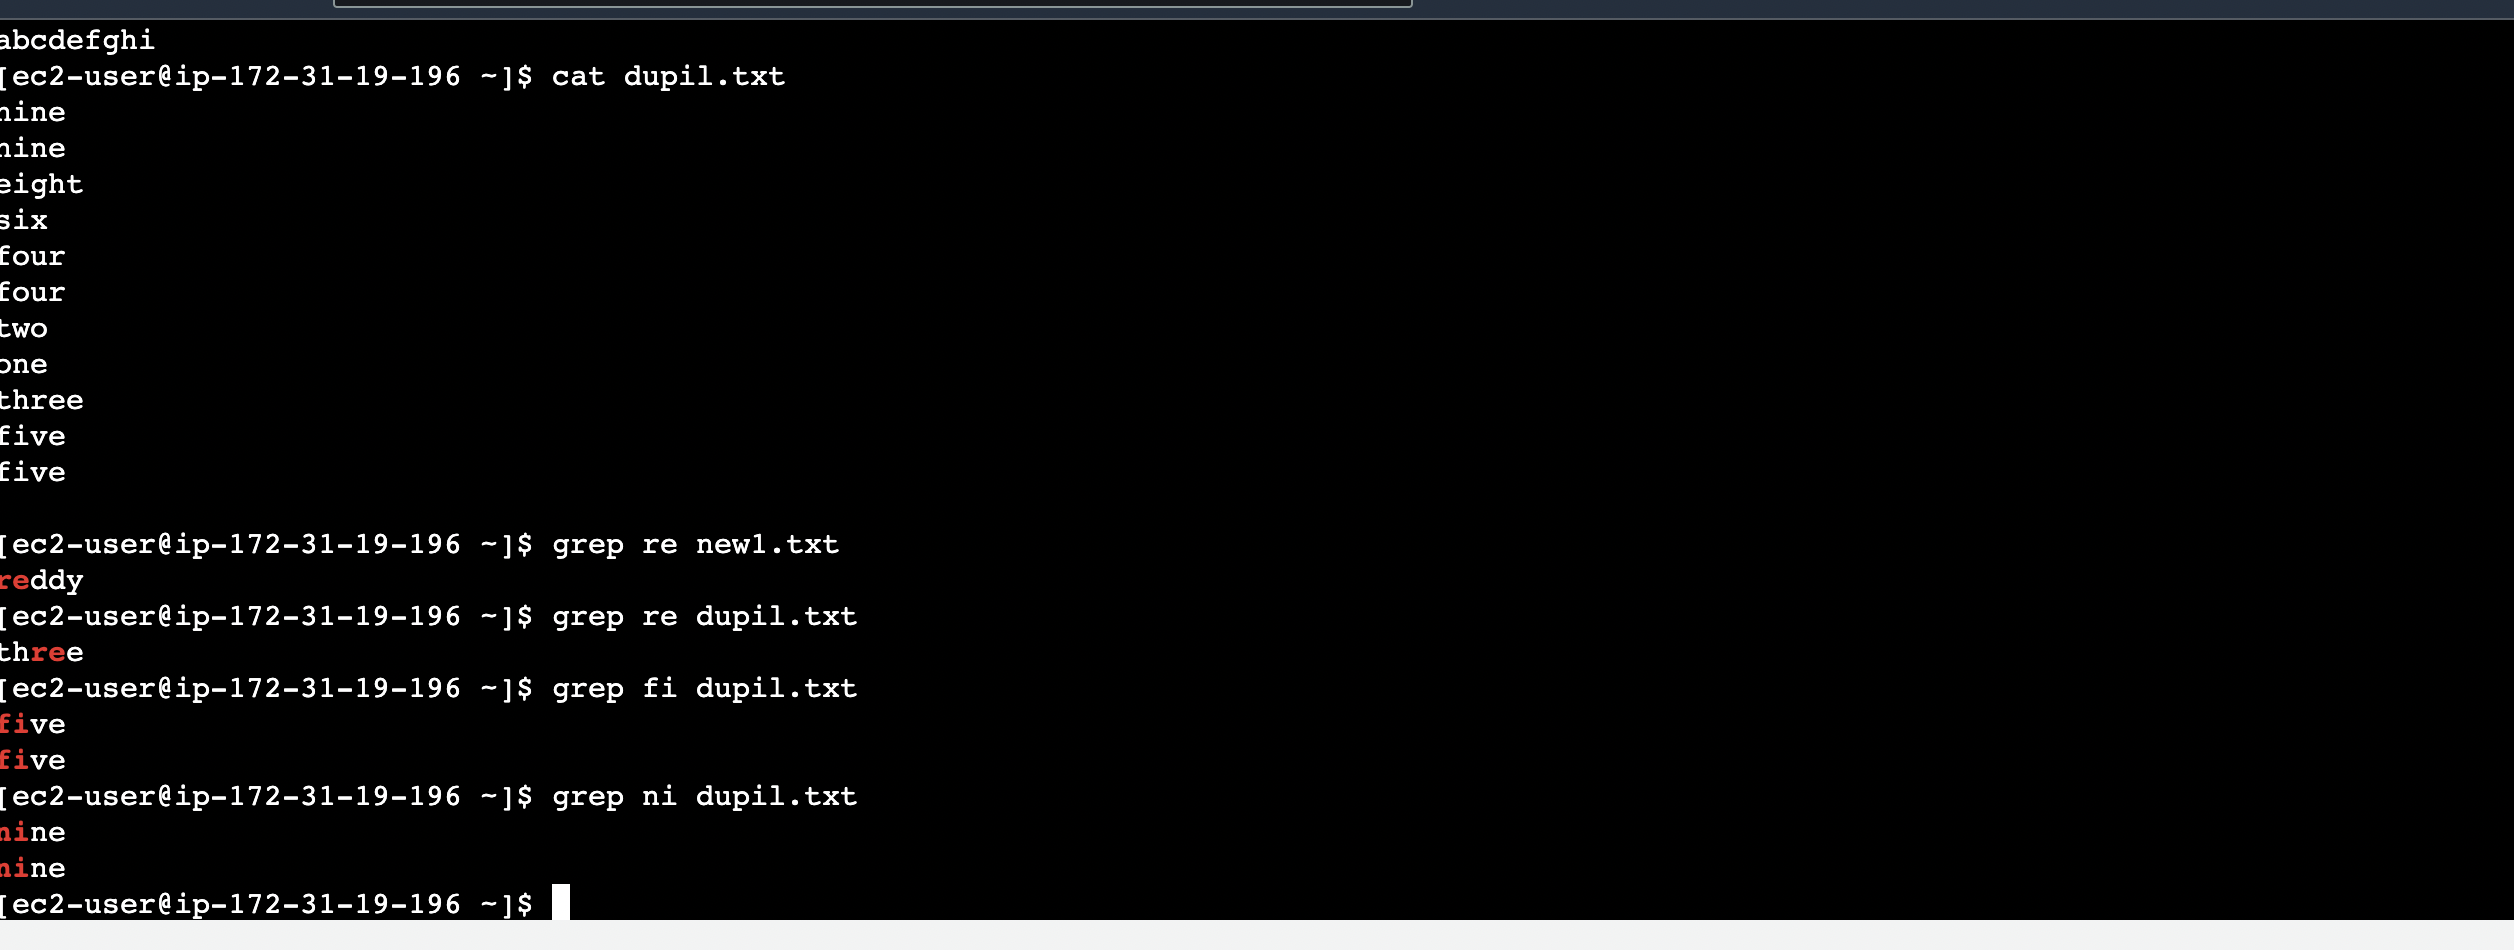 abcdefghi
[ec2-user@ip-172-31-19-196 ~]$ cat dupil.txt
nine
nine
eight
six
four
four
two
one
three
five
five
[ec2-user@ip-172-31-19-196 ~]$ grep re new1.txt
reddy
[ec2-user@ip-172-31-19-196 ~]$ grep re dupil.txt
three
[ec2-user@ip-172-31-19-196 ~]$ grep fi dupil.txt
five
five
[ec2-user@ip-172-31-19-196 ~]$ grep ni dupil.txt
nine
nine
[ec2-user@ip-172-31-19-196 ~]$